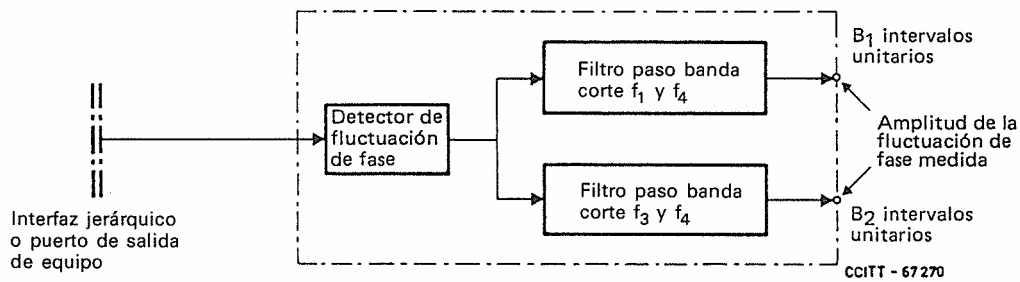 Interfaz jerárquico
o puerto de salida
de equipo
Detector de
fluctuación
de fase
Filtro paso banda
corte f1 y f4
Filtro paso banda
corte f3 y f4
B1 intervalos
unitarios
Amplitud de la
fluctuación de
fase medida
B2 intervalos
unitarios
CCITT - 67 270